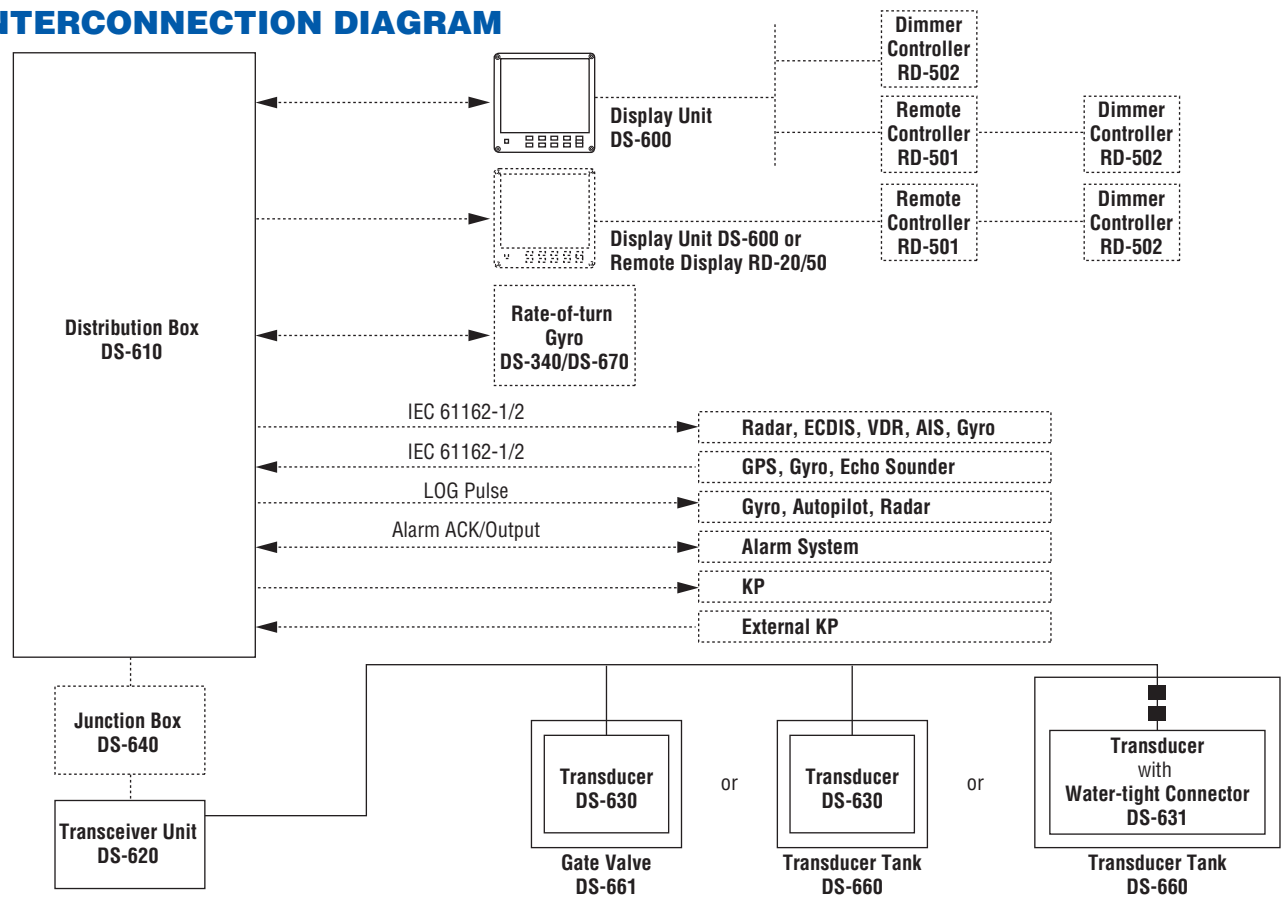 NTERCONNECTION DIAGRAM
Dimmer
Controller
RD-502
Display Unit
DS-600
Remote
Controller
RD-501
Dimmer
Controller
RD-502
Display Unit DS-600 or
Remote Display RD-20/50
Remote
Controller
RD-501
Dimmer
Controller
RD-502
Distribution Box
DS-610
Rate-of-turn
Gyro
DS-340/DS-670
IEC 61162-1/2
Radar, ECDIS, VDR, AIS, Gyro
IEC 61162-1/2
GPS, Gyro, Echo Sounder
LOG Pulse
Gyro, Autopilot, Radar
Alarm ACK/Output
Alarm System
KP
External KP
Junction Box
DS-640
Transceiver Unit
DS-620
Transducer
DS-630
Gate Valve
DS-661
or
Transducer
DS-630
Transducer Tank
DS-660
or
Transducer
with
Water-tight Connector
DS-631
Transducer Tank
DS-660